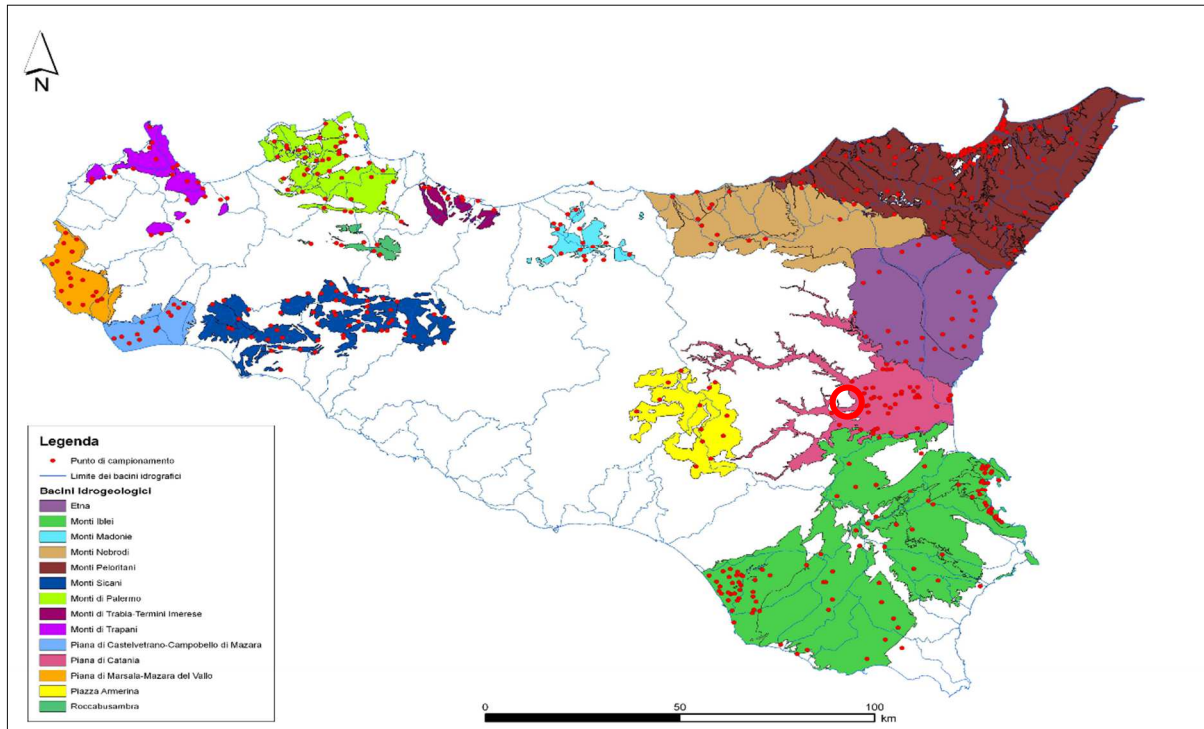 N
Legenda
Punto di campionamento
Limite dei bacini idrografici
Bacini Idrogeologici
Etna
Monti Iblei
Monti Madonie
Monti Nebrodi
Monti Peloritani
Monti Sicani
Monti di Palermo
Monti di Trabia-Termini Imerese
Monti di Trapani
Piana di Castelvetrano-Campobello di Mazara
Piana di Catania
Piana di Marsala-Mazara del Vallo
Piazza Armerina
Roccabusambra
0 50 100
km